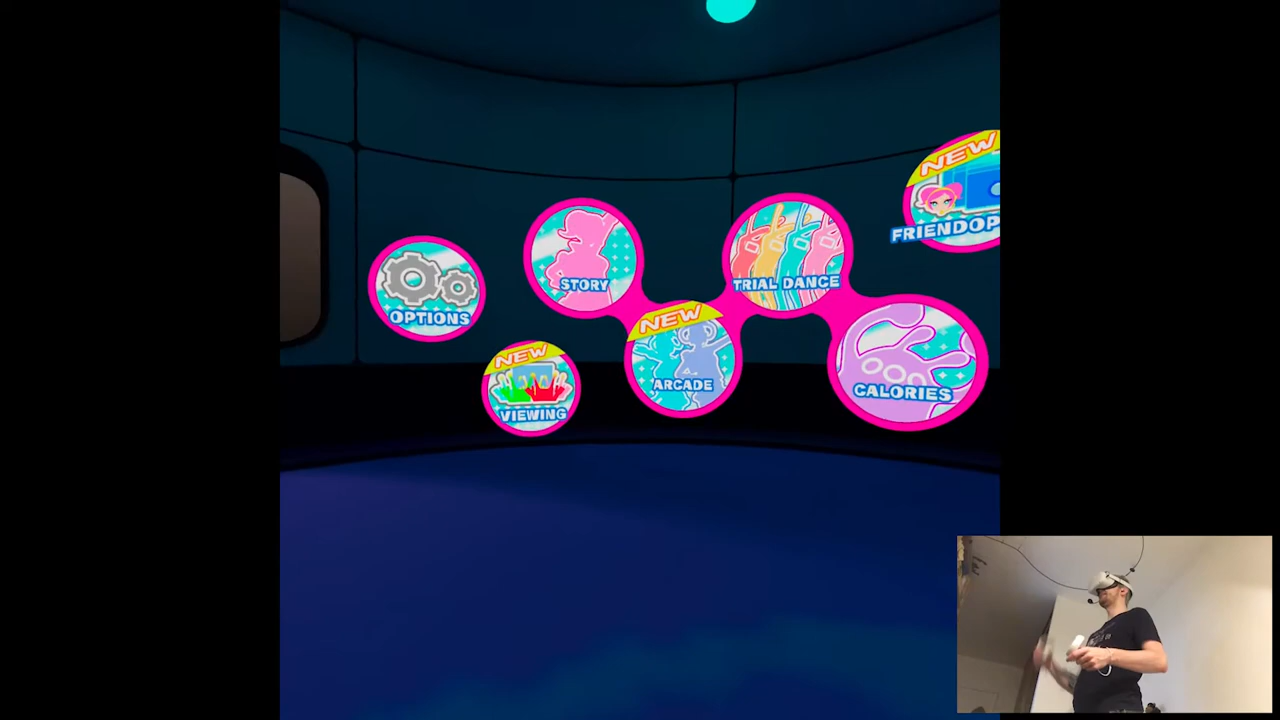 NEW
FRIENDOP
STORY
TRIAL DANCE
OPTIONS
NEW
ARCADE
NEW
VIEWING
CALORIES